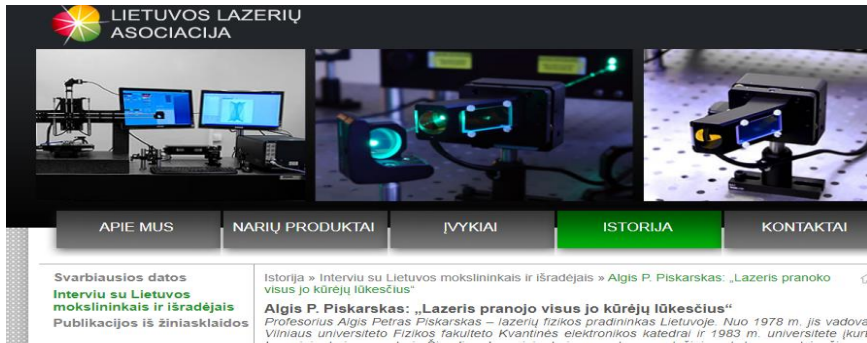 LIETUVOS LAZERIŲ
ASOCIACIJA
APIE MUS NARIŲ PRODUKTAI ĮVYKIAI ISTORIJA KONTAKTAI
Svarbiausios datos
Interviu su Lietuvos
mokslininkais ir išradėjais
Publikacijos iš žiniasklaidos
Istorija » Interviu su Lietuvos mokslininkais ir išradėjais » Algis P. Piskarskas: „Lazeris pranoko
visus jo kūrėjų lūkesčius“
Algis P. Piskarskas: „Lazeris pranojo visus jo kūrėjų lūkesčius“
Profesorius Algis Petras Piskarskas – lazerių fizikos pradininkas Lietuvoje. Nuo 1978 m. jis vadova
Vilniaus universiteto Fizikos fakulteto Kvantinės elektronikos katedrai ir 1983 m. universitete įkurt